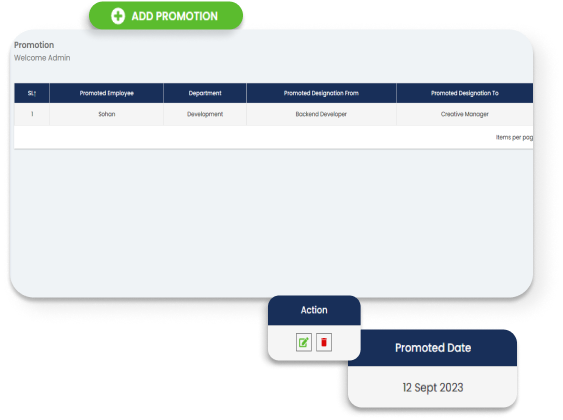 ADD PROMOTION
Promotion
Welcome Admin
SL↑ Promoted Employee Department Promoted Designation From Promoted Designation To
1 Sohan Development Backend Developer Creative Manager
Items per pag
Action
Promoted Date
12 Sept 2023